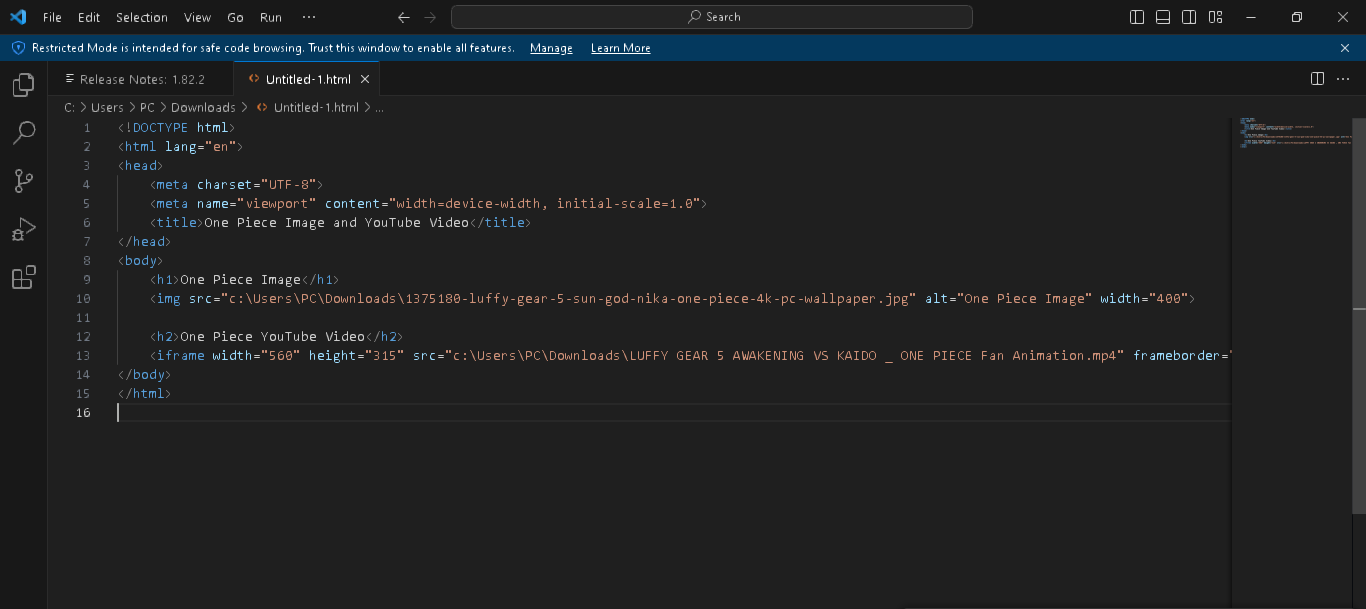 File Edit Selection View Go Run ··· Search
Restricted Mode is intended for safe code browsing. Trust this window to enable all features. Manage Learn More
Release Notes: 1.82.2 Untitled-1.html
C: > Users > PC > Downloads > Untitled-1.html > ...
1 <!DOCTYPE html>
2 <html lang="en">
3 <head>
4 <meta charset="UTF-8">
5 <meta name="viewport" content="width=device-width, initial-scale=1.0">
6 <title>One Piece Image and YouTube Video</title>
7 </head>
8 <body>
9 <h1>One Piece Image</h1>
10 <img src="c:\Users\PC\Downloads\1375180-luffy-gear-5-sun-god-nika-one-piece-4k-pc-wallpaper.jpg" alt="One Piece Image" width="400">
11
12 <h2>One Piece YouTube Video</h2>
13 <iframe width="560" height="315" src="c:\Users\PC\Downloads\LUFFY GEAR 5 AWAKENING VS KAIDO _ ONE PIECE Fan Animation.mp4" frameborder="
14 </body>
15 </html>
16